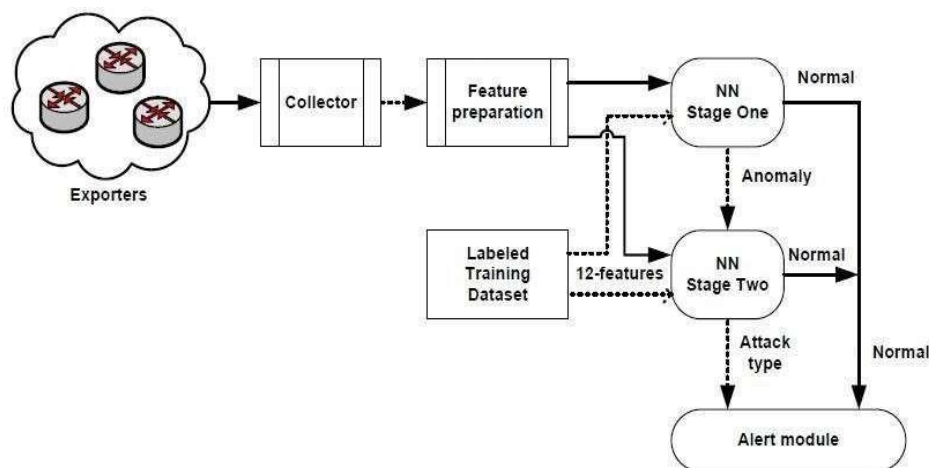 Exporters
Collector
Feature
preparation
NN
Stage One
Normal
Anomaly
Labeled
Training
Dataset
12-features
NN
Stage Two
Normal
Attack
type
Normal
Alert module